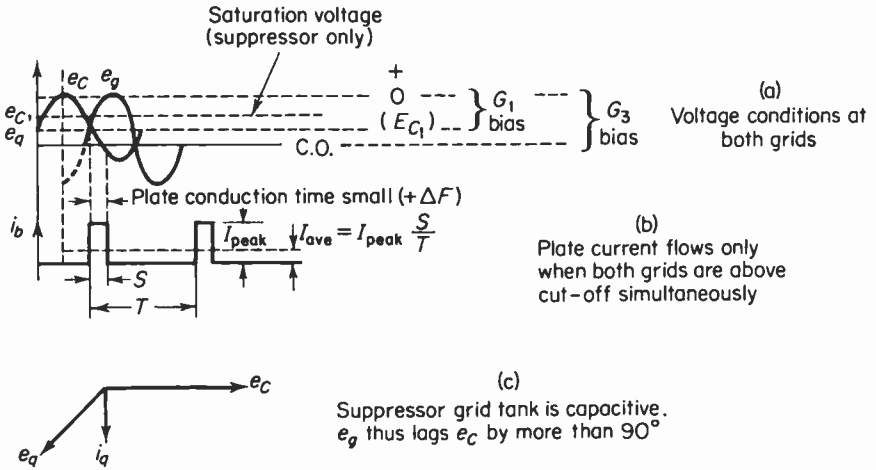 Saturation voltage
(suppressor only)
e_C e_g
+
0
(E_C1)
G_1
bias
G_3
bias
(a)
Voltage conditions at
both grids
e_C1
e_q
C.O.
Plate conduction time small (+ΔF)
i_b
I_peak
I_ave = I_peak S/T
S
T
(b)
Plate current flows only
when both grids are above
cut-off simultaneously
e_C
e_q
i_q
(c)
Suppressor grid tank is capacitive.
e_g thus lags e_C by more than 90°